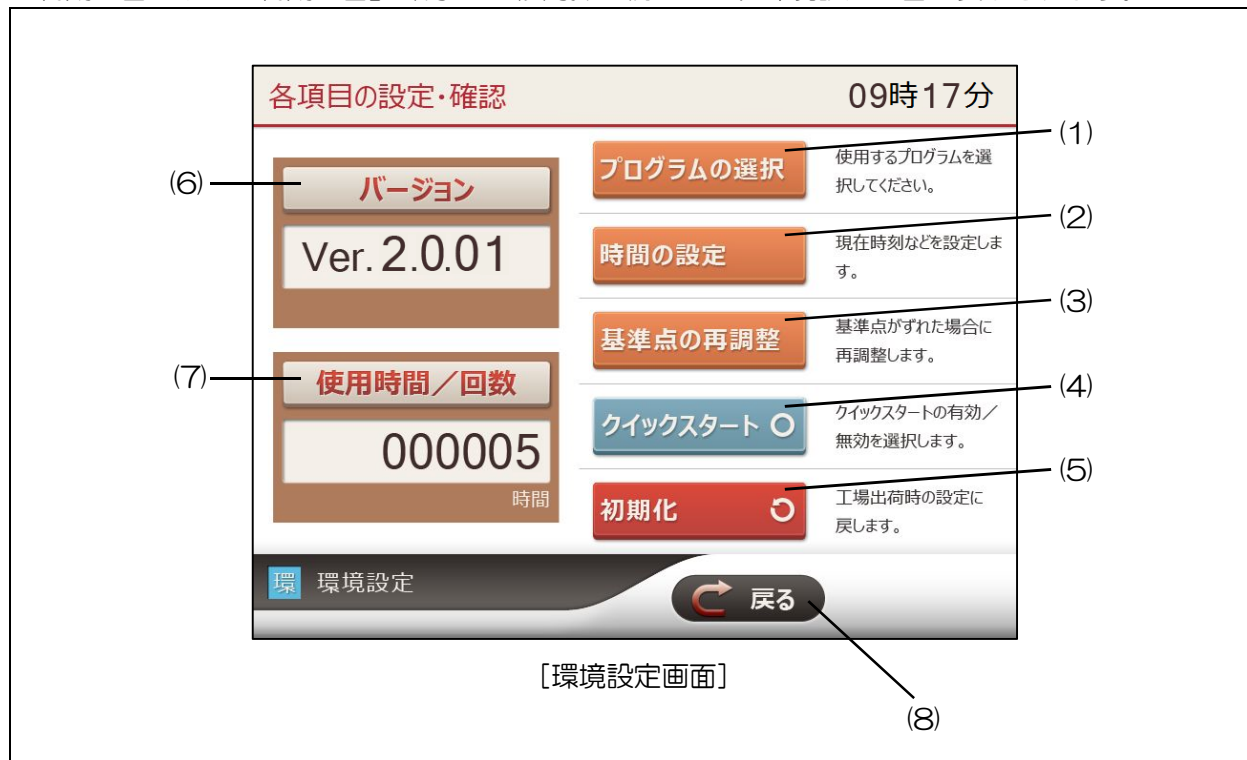 各項目の設定・確認
09時17分
(6)
バージョン
Ver. 2.0.01
(7)
使用時間／回数
000005
時間
プログラムの選択
使用するプログラムを選
択してください。
(1)
時間の設定
現在時刻などを設定しま
す。
(2)
基準点の再調整
基準点がずれた場合に
再調整します。
(3)
クイックスタート
クイックスタートの有効／
無効を選択します。
(4)
初期化
工場出荷時の設定に
戻します。
(5)
環 環境設定
戻る
(8)
[環境設定画面]